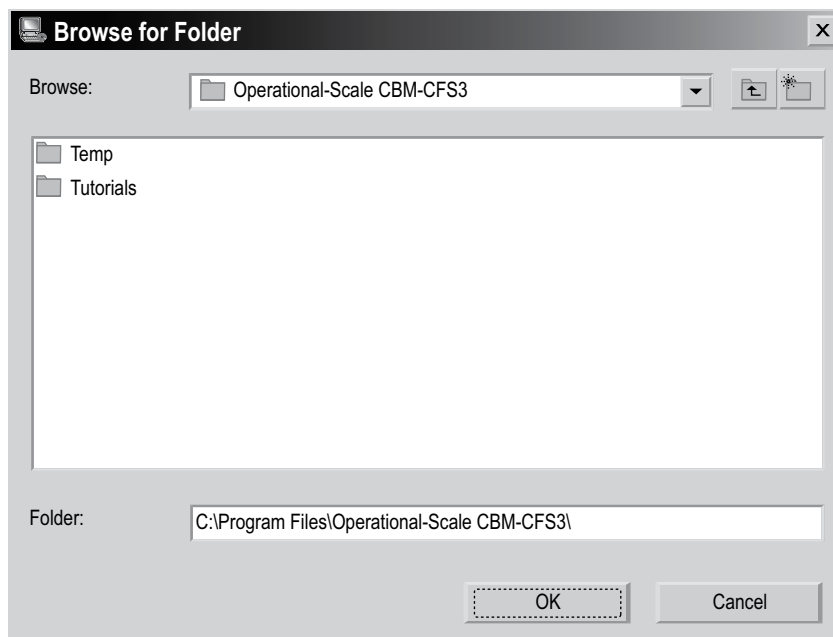 Browse for Folder
Browse: Operational-Scale CBM-CFS3
Temp
Tutorials
Folder: C:\Program Files\Operational-Scale CBM-CFS3\
OK Cancel